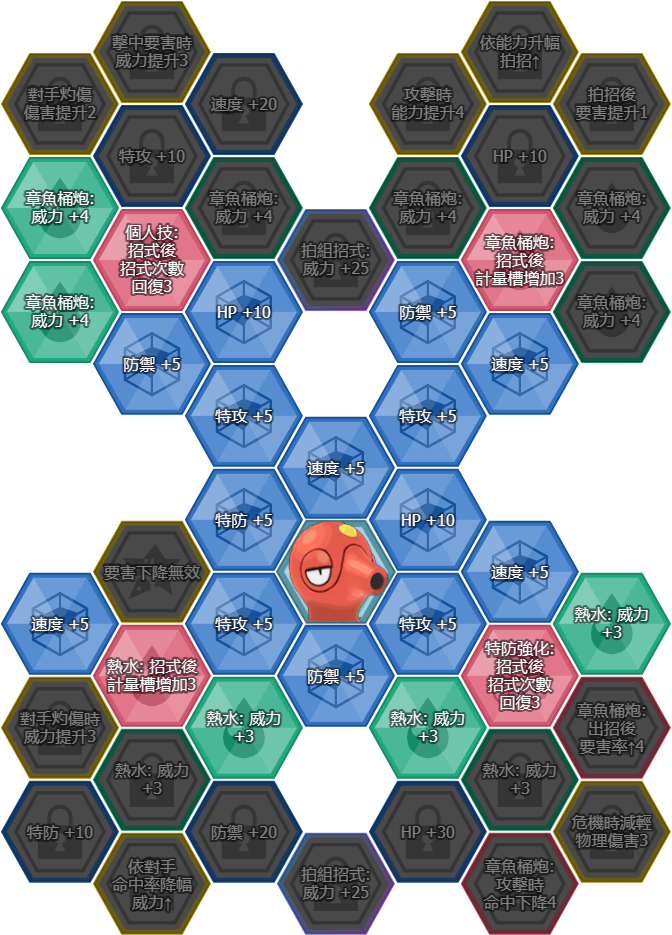 擊中要害時
威力提升3
依能力升幅
拍招↑
對手灼傷
傷害提升2
速度 +20
攻擊時
能力提升4
拍招後
要害提升1
特攻 +10
HP +10
章魚桶炮:
威力 +4
章魚桶炮:
威力 +4
章魚桶炮:
威力 +4
章魚桶炮:
威力 +4
個人技:
招式後
招式次數
回復3
拍組招式:
威力 +25
章魚桶炮:
招式後
計量槽增加3
章魚桶炮:
威力 +4
HP +10
防禦 +5
章魚桶炮:
威力 +4
防禦 +5
速度 +5
特攻 +5
特攻 +5
速度 +5
特防 +5
HP +10
要害下降無效
速度 +5
速度 +5
特攻 +5
特攻 +5
熱水: 威力
+3
熱水: 招式後
計量槽增加3
防禦 +5
特防強化:
招式後
招式次數
回復3
對手灼傷時
威力提升3
熱水: 威力
+3
熱水: 威力
+3
章魚桶炮:
出招後
要害率↑4
熱水: 威力
+3
熱水: 威力
+3
特防 +10
防禦 +20
HP +30
危機時減輕
物理傷害3
依對手
命中率降幅
威力↑
拍組招式:
威力 +25
章魚桶炮:
攻擊時
命中下降4